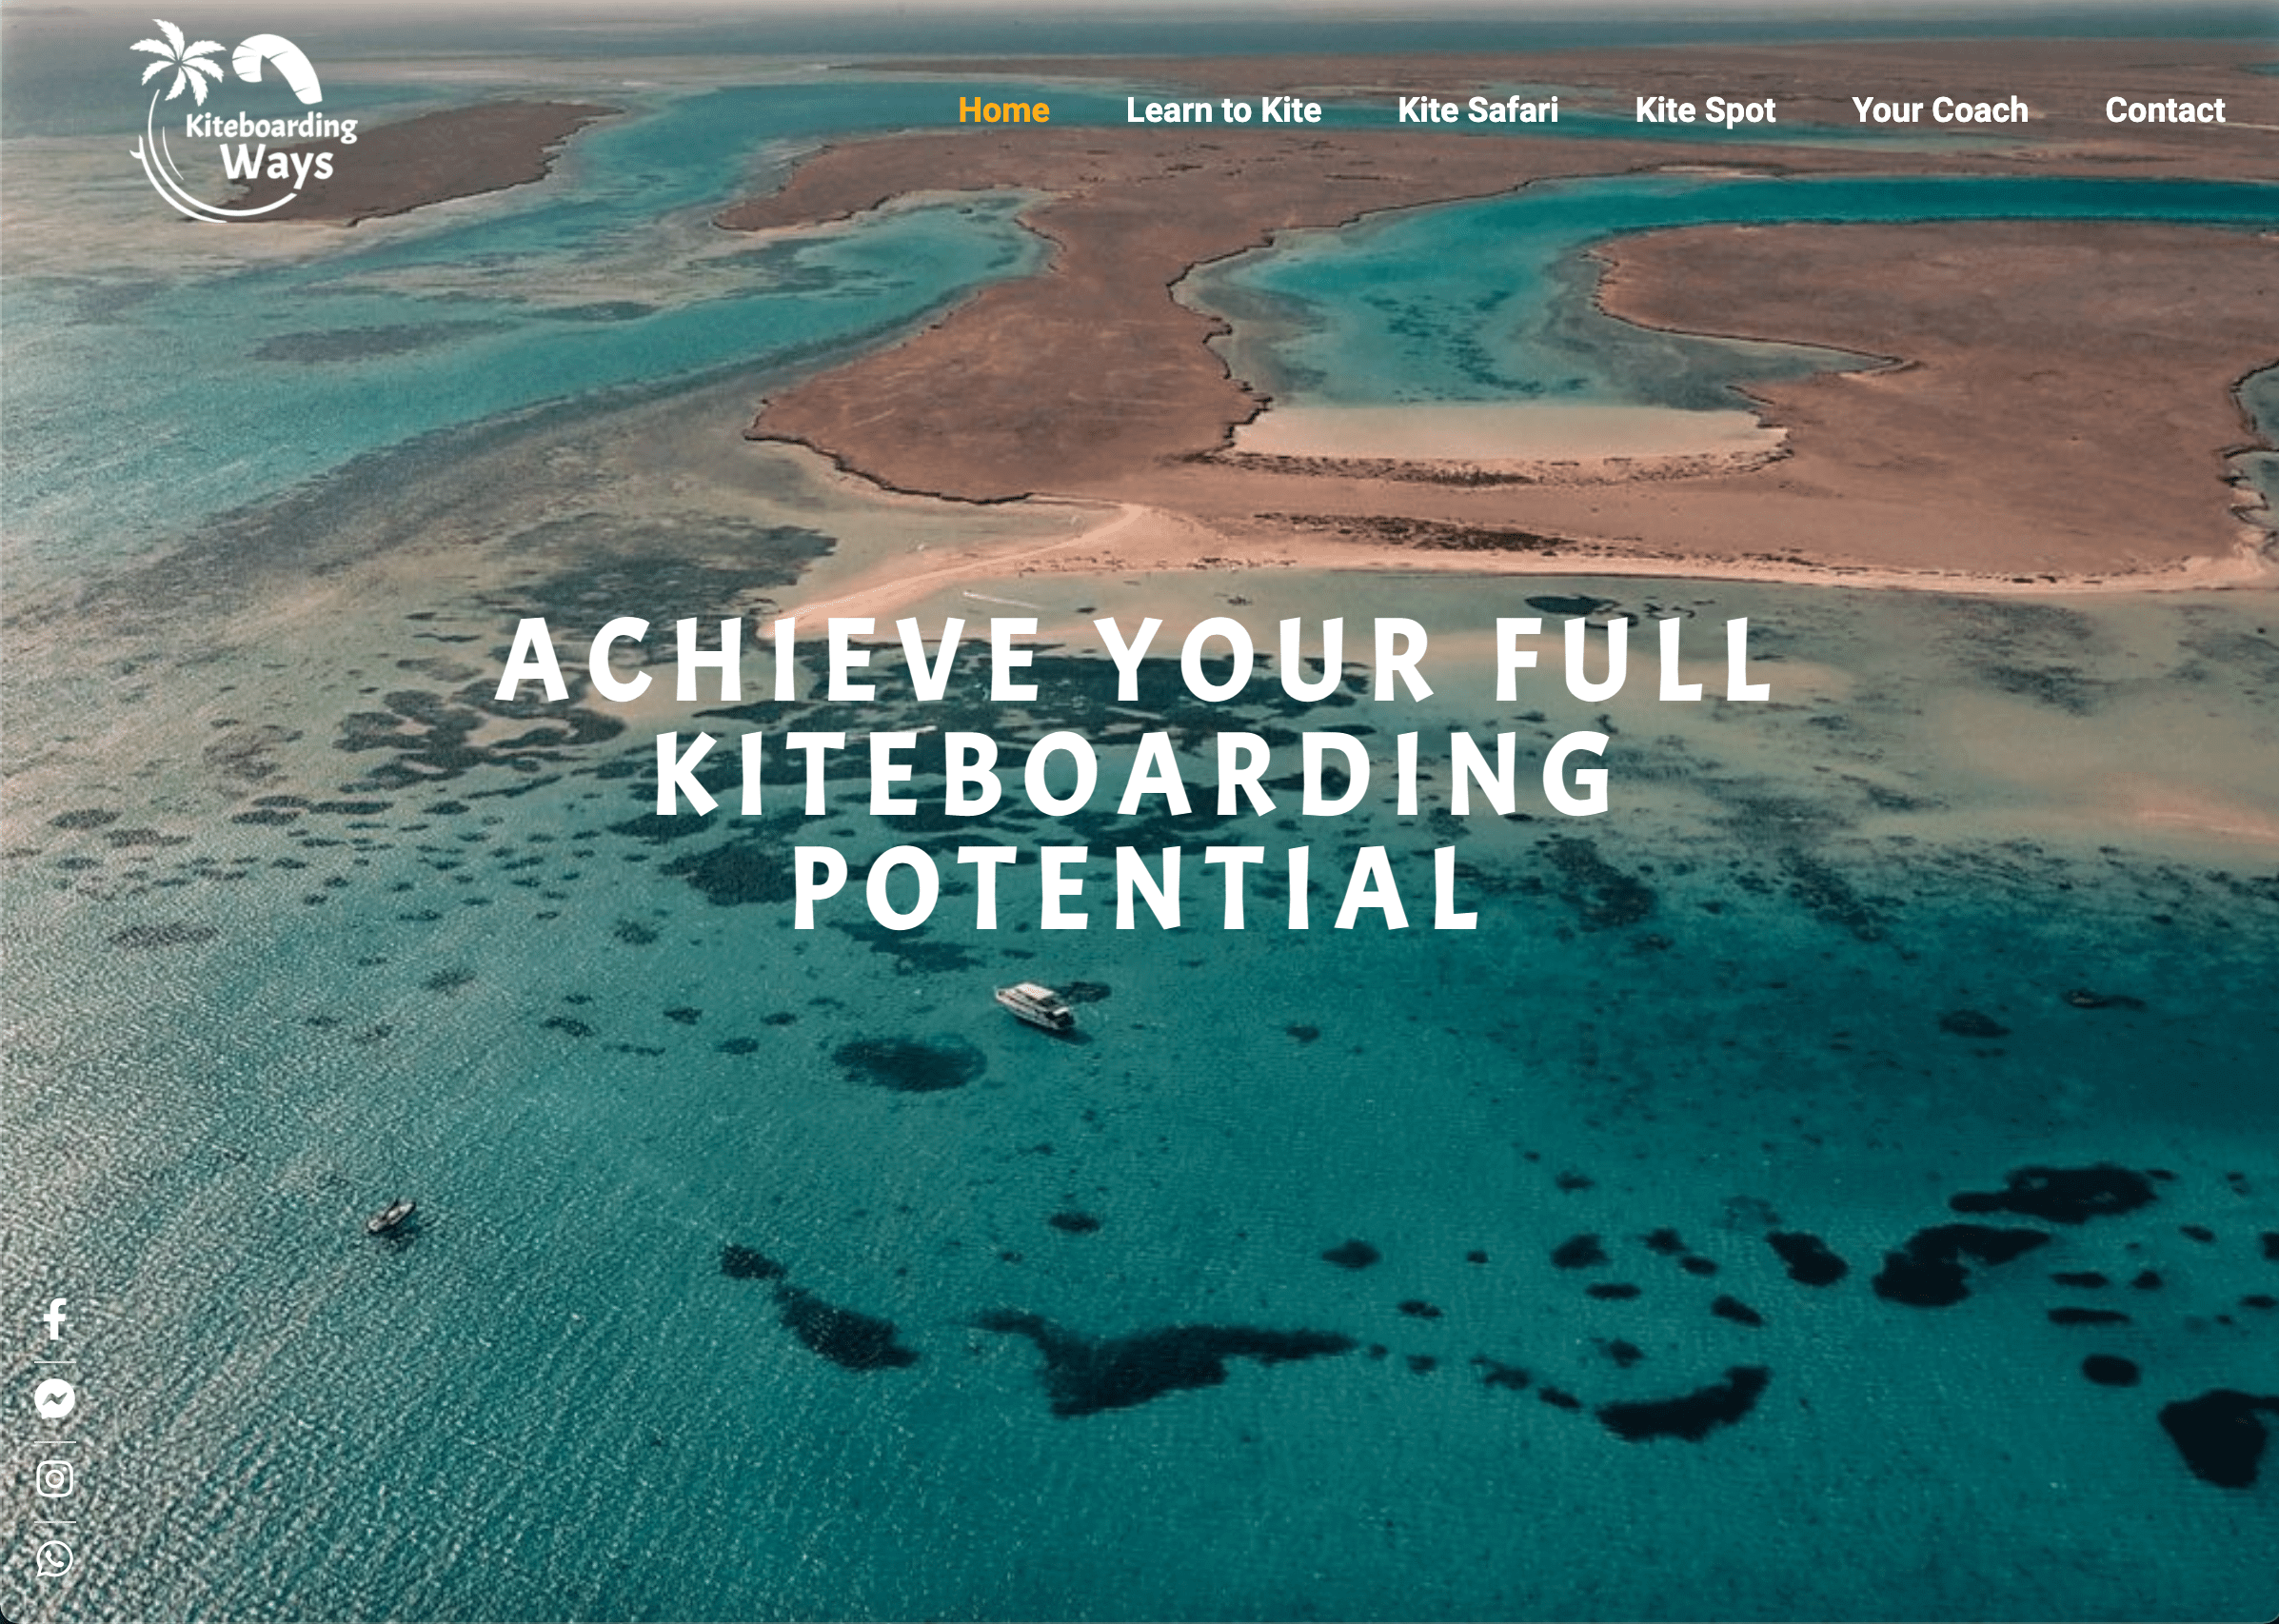 Kiteboarding
Ways
Home Learn to Kite Kite Safari Kite Spot Your Coach Contact
ACHIEVE YOUR FULL
KITEBOARDING
POTENTIAL